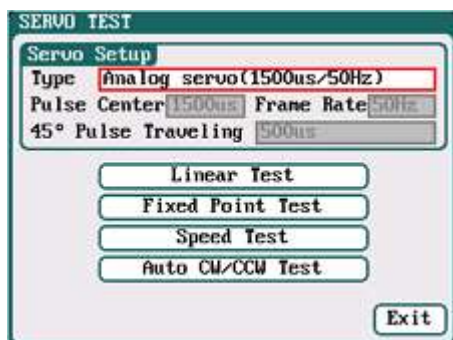 SERVO TEST
Servo Setup
Type Analog servo(1500us/50Hz)
Pulse Center 1500us Frame Rate 50Hz
45° Pulse Traveling 500us
Linear Test
Fixed Point Test
Speed Test
Auto CW/CCW Test
Exit